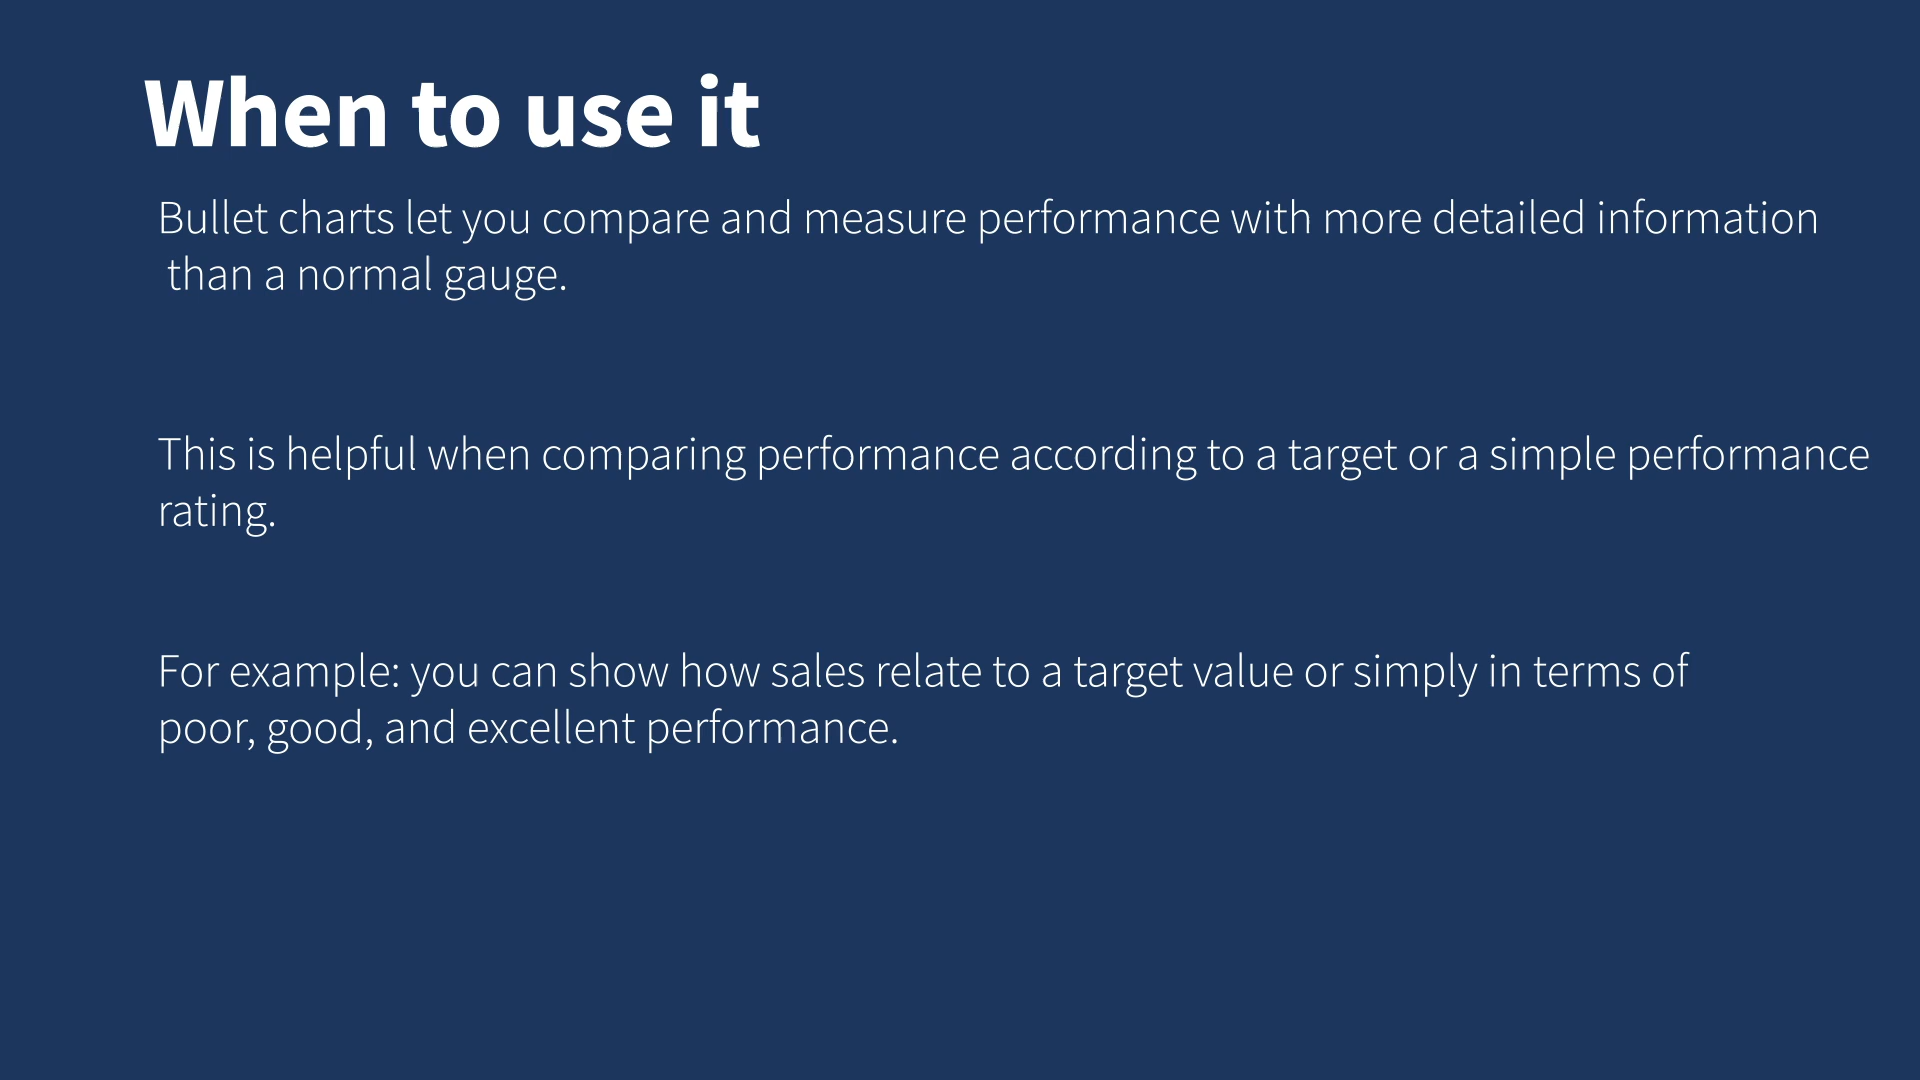 When to use it
Bullet charts let you compare and measure performance with more detailed information
than a normal gauge.
This is helpful when comparing performance according to a target or a simple performance
rating.
For example: you can show how sales relate to a target value or simply in terms of
poor, good, and excellent performance.